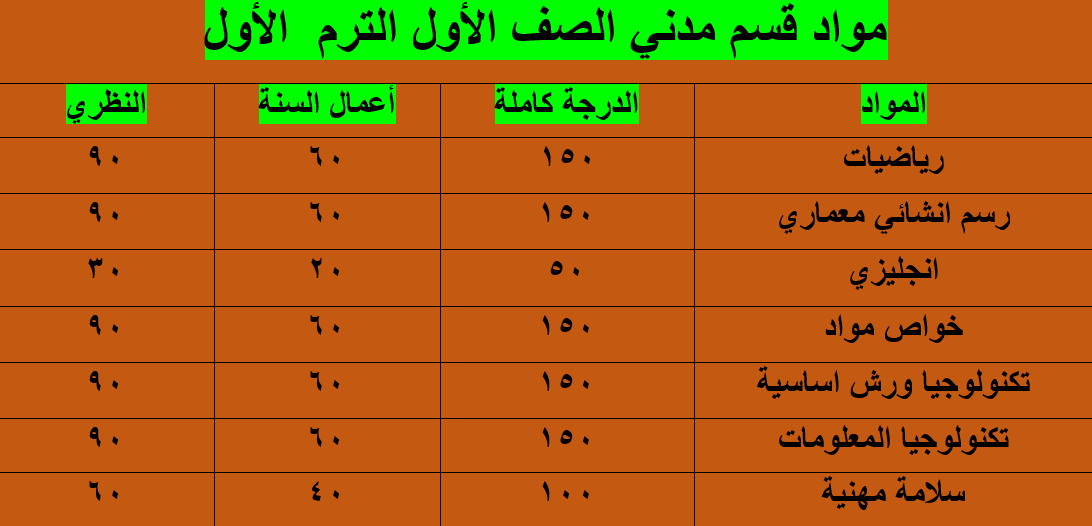 مواد قسم مدني الصف الأول الترم الأول
المواد الدرجة كاملة أعمال السنة النظري
رياضيات ١٥٠ ٦٠ ٩٠
رسم انشائي معماري ١٥٠ ٦٠ ٩٠
انجليزي ٥٠ ٢٠ ٣٠
خواص مواد ١٥٠ ٦٠ ٩٠
تكنولوجيا ورش اساسية ١٥٠ ٦٠ ٩٠
تكنولوجيا المعلومات ١٥٠ ٦٠ ٩٠
سلامة مهنية ١٠٠ ٤٠ ٦٠